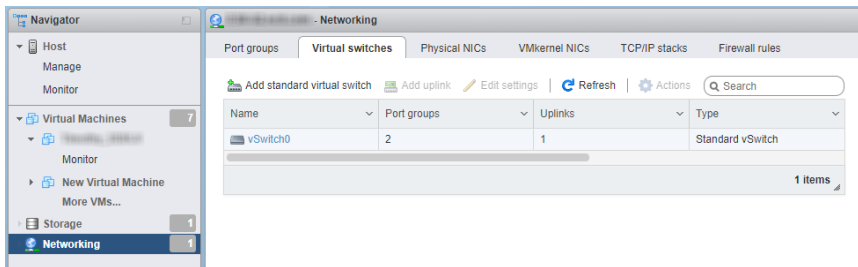 Navigator
Host
Manage
Monitor
Virtual Machines 7
Monitor
New Virtual Machine
More VMs...
Storage 1
Networking 1
- Networking
Port groups Virtual switches Physical NICs VMkernel NICs TCP/IP stacks Firewall rules
Add standard virtual switch Add uplink Edit settings Refresh Actions Search
Name Port groups Uplinks Type
vSwitch0 2 1 Standard vSwitch
1 items